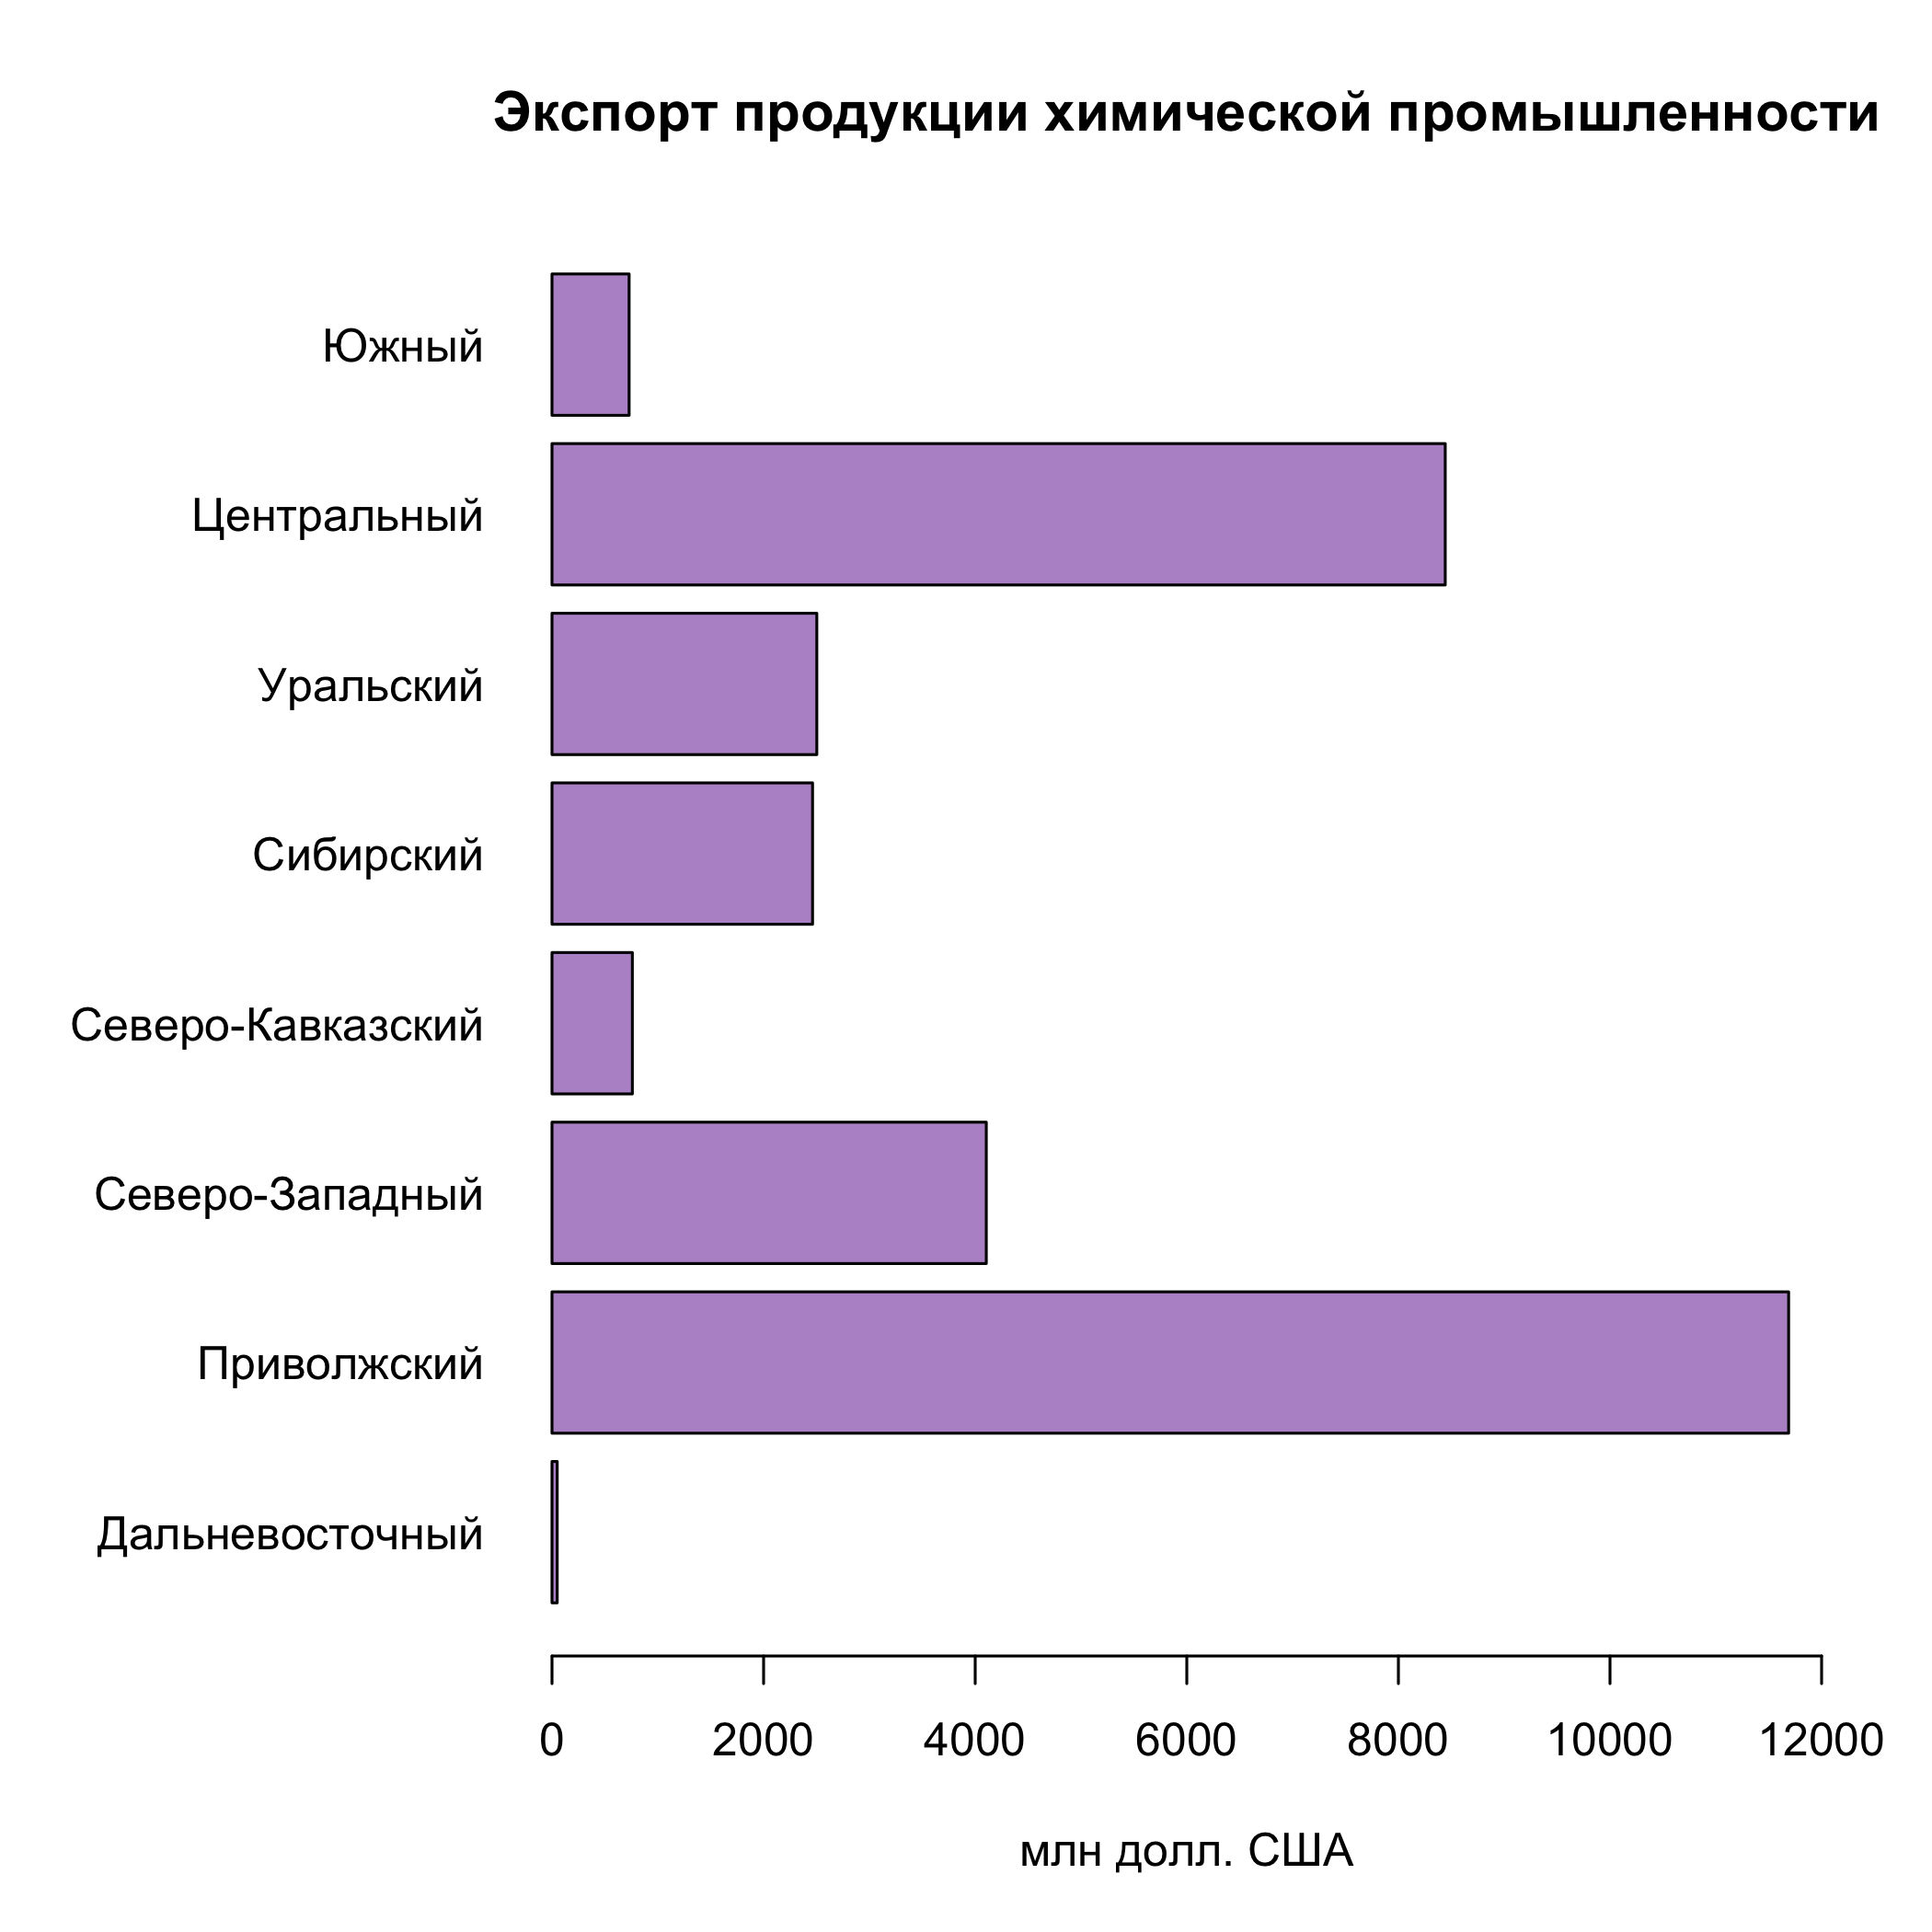 Экспорт продукции химической промышленности
Южный
Центральный
Уральский
Сибирский
Северо-Кавказский
Северо-Западный
Приволжский
Дальневосточный
0 2000 4000 6000 8000 10000 12000
млн долл. США